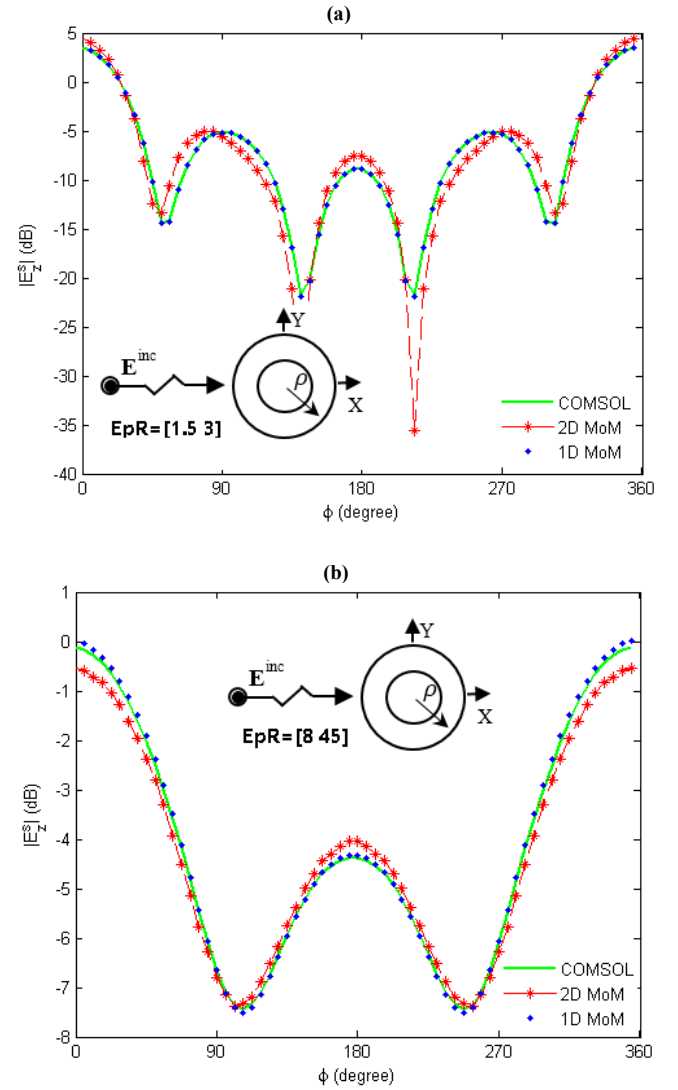 (a)
5
0
-5
-10
-15
-20
-25
-30
-35
-40
|E_z^s| (dB)
Y
E^inc
ρ
X
EpR=[1.5 3]
COMSOL
2D MoM
1D MoM
0
90
180
270
360
ϕ (degree)
(b)
1
0
-1
-2
-3
-4
-5
-6
-7
-8
|E_z^s| (dB)
Y
E^inc
ρ
X
EpR=[8 45]
COMSOL
2D MoM
1D MoM
0
90
180
270
360
ϕ (degree)